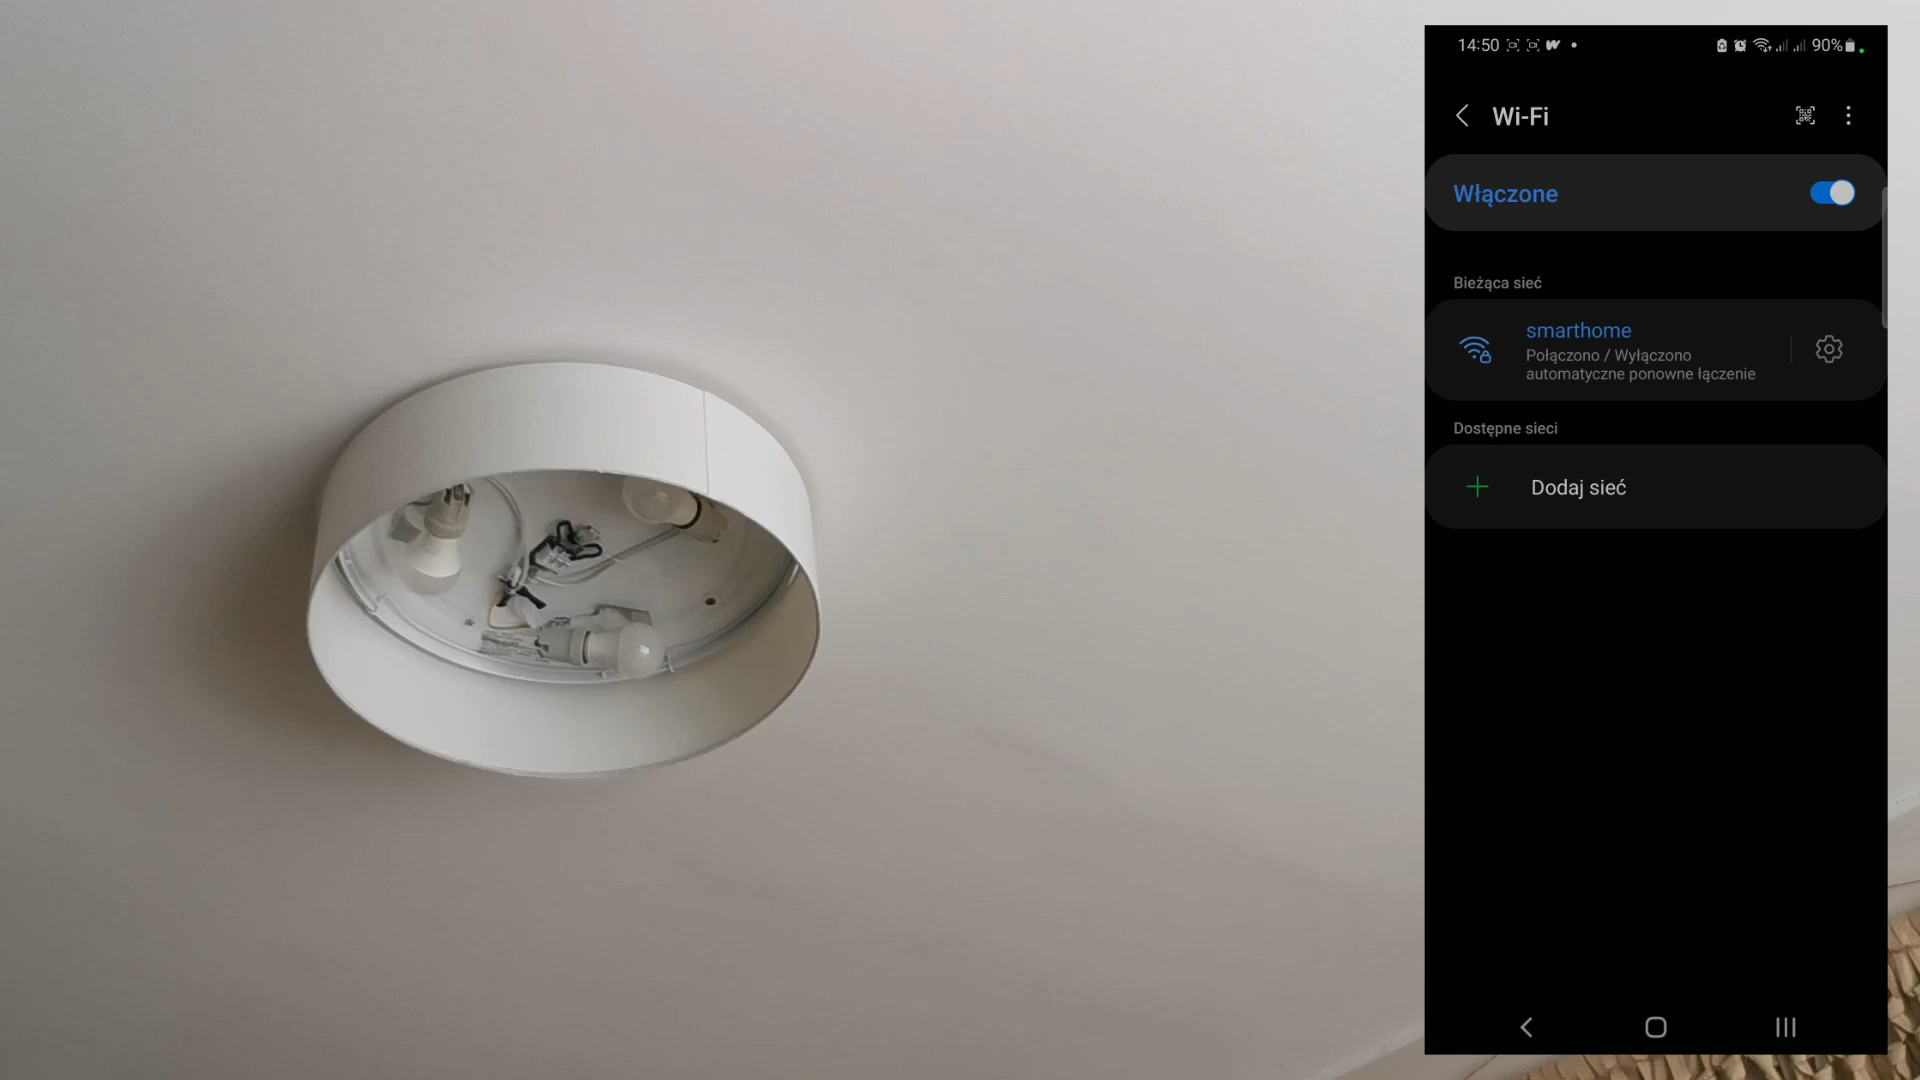 14:50
90%
Wi-Fi
Włączone
Bieżąca sieć
smarthome
Połączono / Wyłączono
automatyczne ponowne łączenie
Dostępne sieci
Dodaj sieć